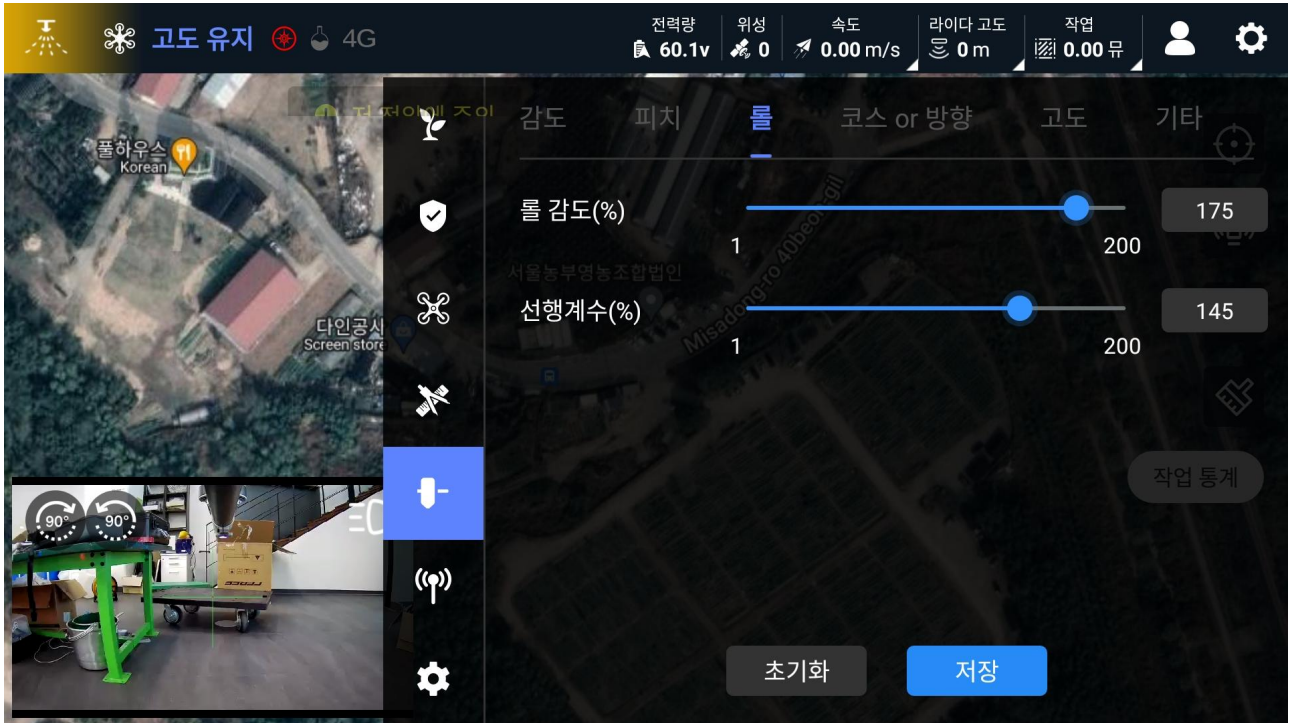 고도 유지
4G
전력량
60.1v
위성
0
속도
0.00 m/s
라이다 고도
0 m
작업
0.00 무
감도
피치
롤
코스 or 방향
고도
기타
풀하우스
Korean
롤 감도(%)
175
1
200
Misadong-ro 40beon-gil
서울농부영농조합법인
선행계수(%)
145
1
200
다인공사
Screen store
작업 통계
90°
90°
초기화
저장